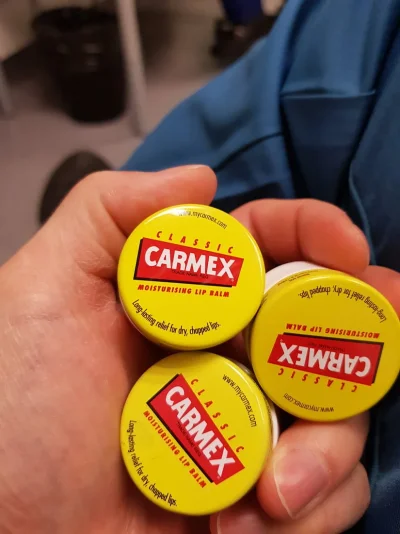 www.mycarmex.com
CLASSIC
CARMEX
MOISTURISING LIP BALM
Long-lasting relief for dry, chapped lips.
Long-lasting relief for dry, chapped lips.
MOISTURISING LIP BALM
CARMEX
CLASSIC
www.mycarmex.com
www.mycarmex.com
CLASSIC
CARMEX
MOISTURISING LIP BALM
Long-lasting relief for dry, chapped lips.